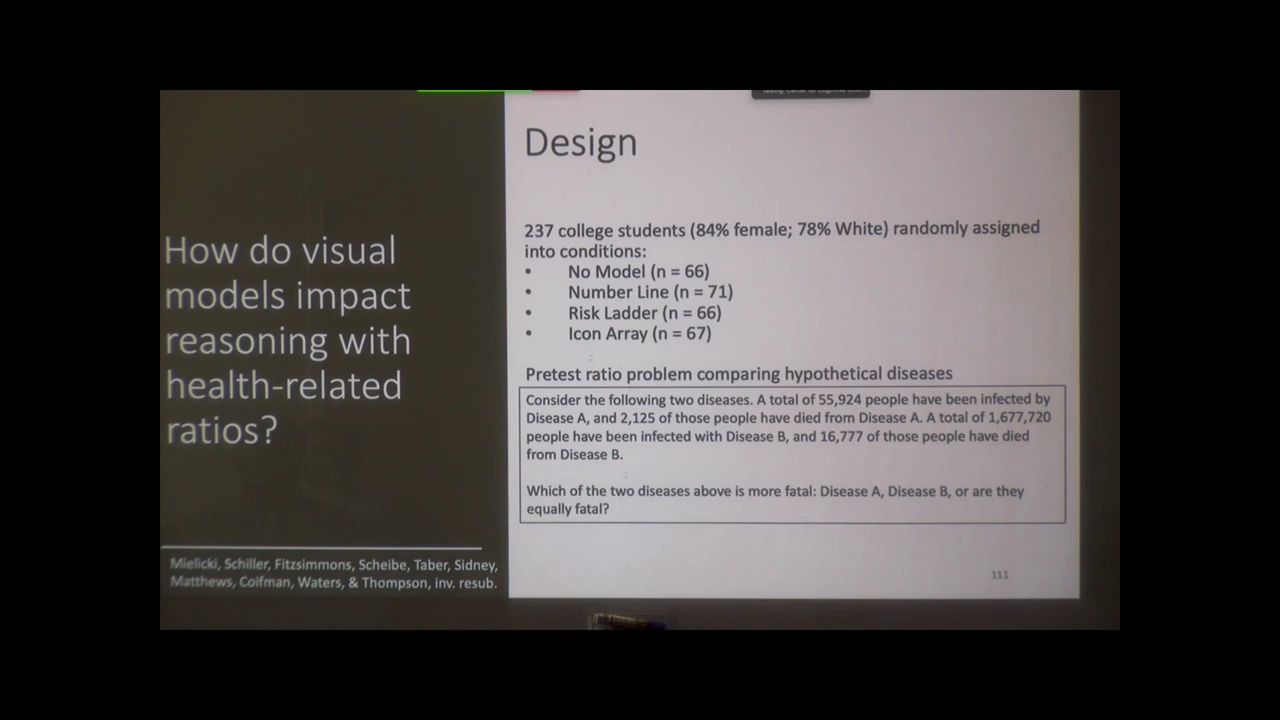 Design
237 college students (84% female; 78% White) randomly assigned
into conditions:
• No Model (n = 66)
• Number Line (n = 71)
• Risk Ladder (n = 66)
• Icon Array (n = 67)
Pretest ratio problem comparing hypothetical diseases
Consider the following two diseases. A total of 55,924 people have been infected by
Disease A, and 2,125 of those people have died from Disease A. A total of 1,677,720
people have been infected with Disease B, and 16,777 of those people have died
from Disease B.
Which of the two diseases above is more fatal: Disease A, Disease B, or are they
equally fatal?
111
How do visual
models impact
reasoning with
health-related
ratios?
Mielicki, Schiller, Fitzsimmons, Scheibe, Taber, Sidney,
Matthews, Coifman, Waters, & Thompson, inv. resub.